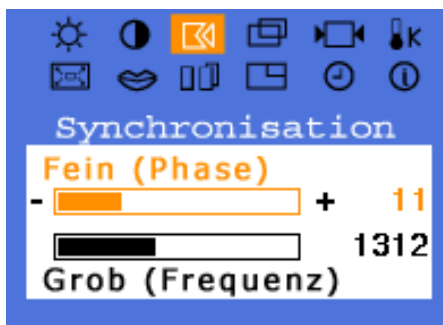 K
Synchronisation
Fein (Phase)
- + 11
1312
Grob (Frequenz)